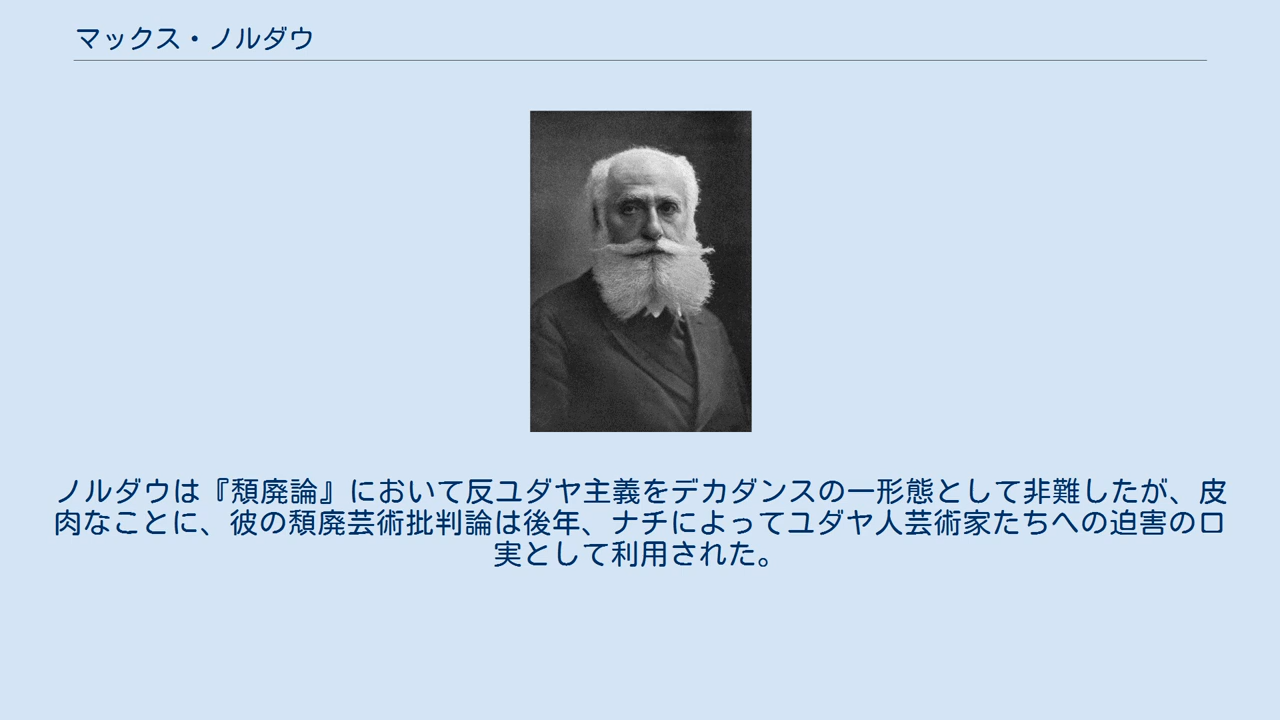 マックス・ノルダウ
ノルダウは『頽廃論』において反ユダヤ主義をデカダンスの一形態として非難したが、皮
肉なことに、彼の頽廃芸術批判論は後年、ナチによってユダヤ人芸術家たちへの迫害の口
実として利用された。